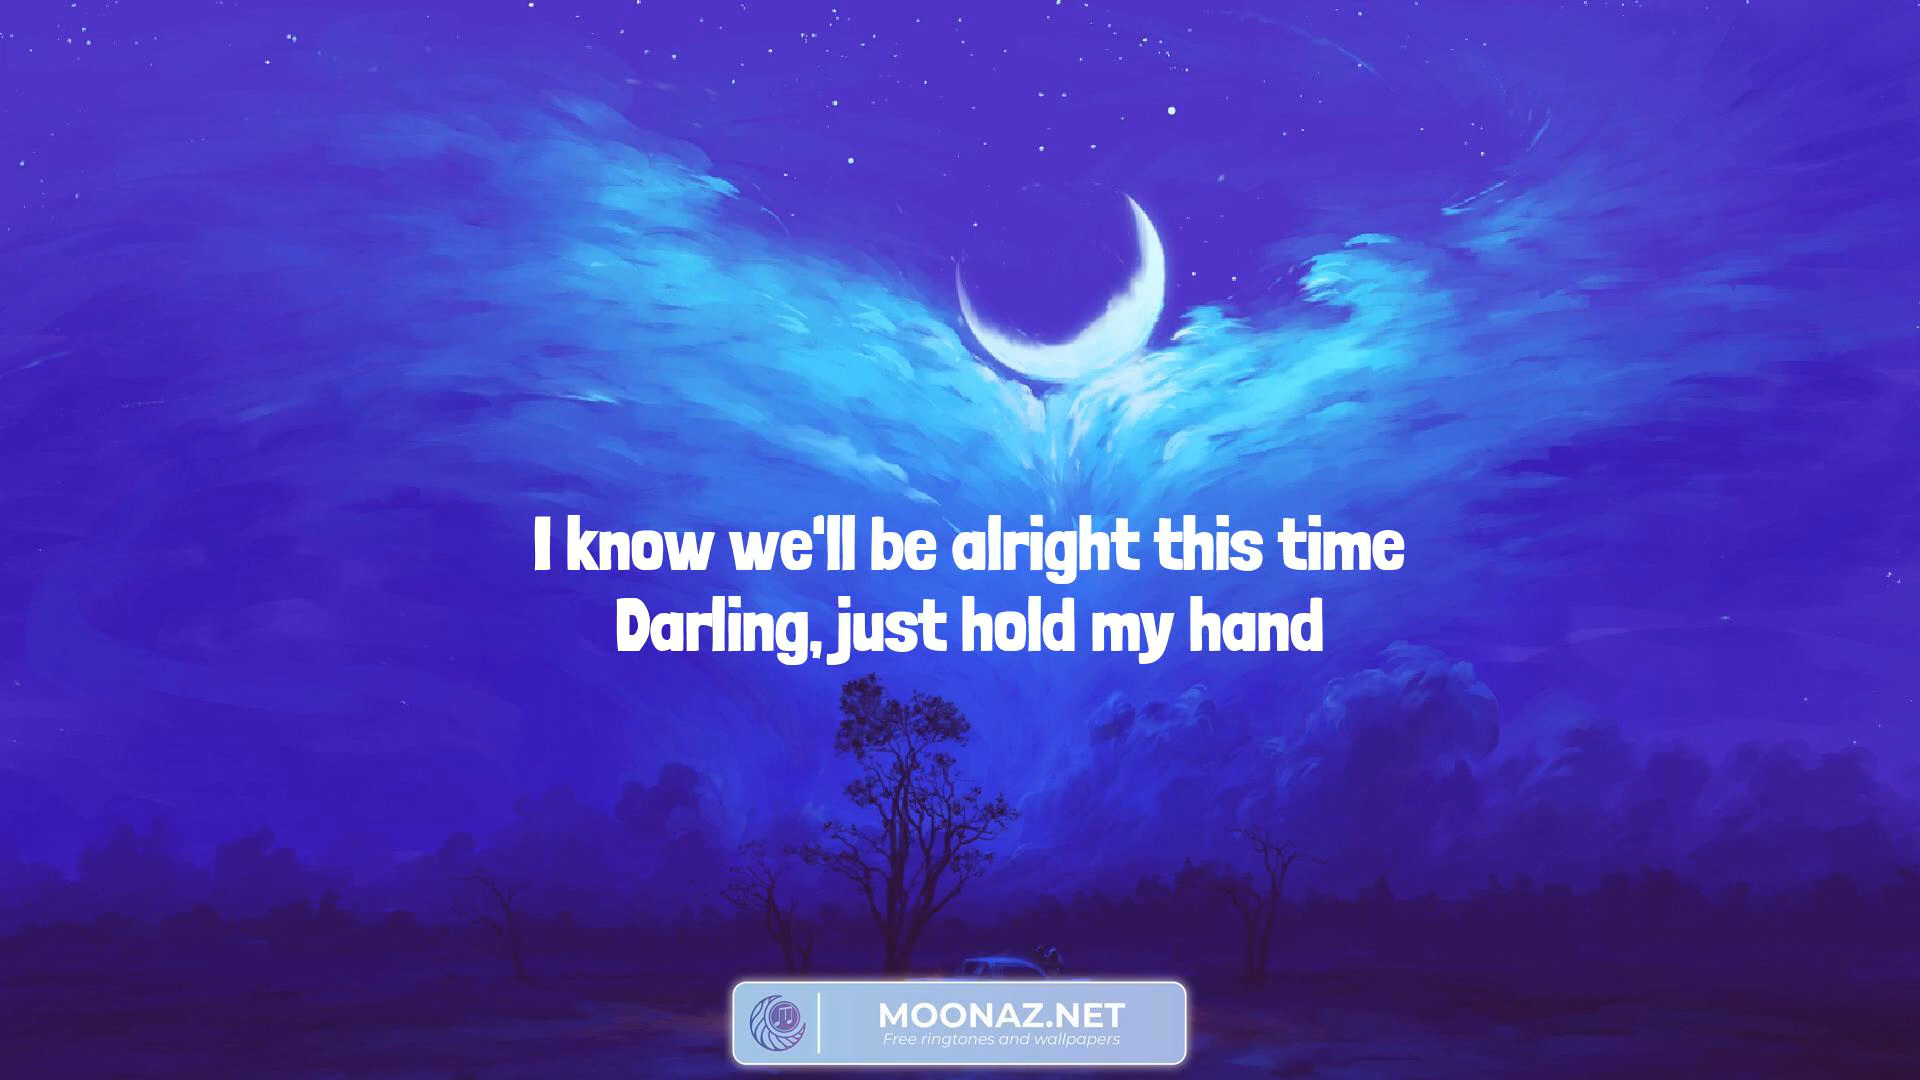 I know we'll be alright this time
Darling, just hold my hand
MOONAZ.NET
Free ringtones and wallpapers